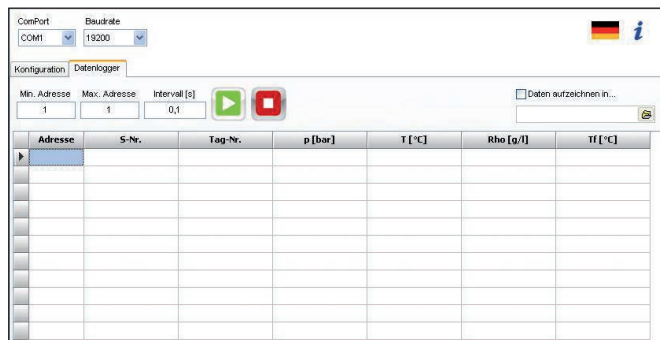 ComPort Baudrate
COM1 19200
i
Konfiguration Datenlogger
Min. Adresse Max. Adresse Intervall [s]
Daten aufzeichnen in...
1 1 0,1
Adresse S-Nr. Tag-Nr. p [bar] T [°C] Rho [g/l] Tf [°C]